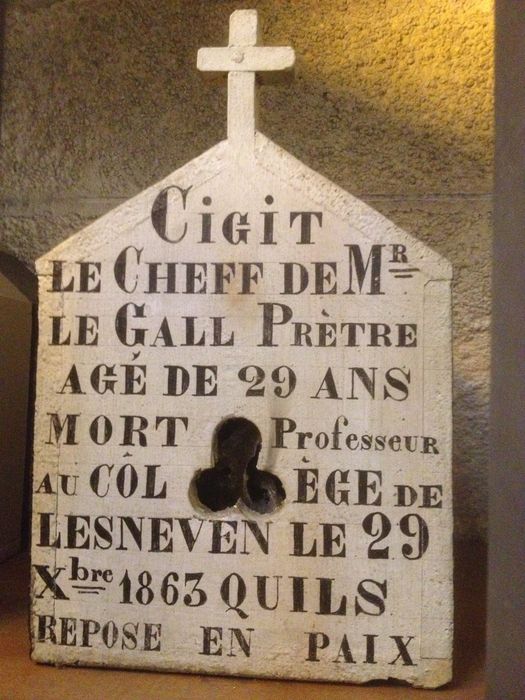 CIGIT
LE CHEFF DE MR
LE GALL PRÈTRE
AGÉ DE 29 ANS
MORT Professeur
AU CÔL ÈGE DE
LESNEVEN LE 29
Xbre 1863 QUILS
REPOSE EN PAIX